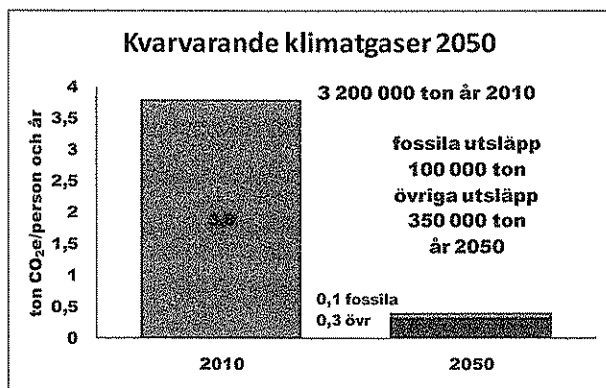 Kvarvarande klimatgaser 2050
ton CO₂e/person och år
4
3,5
3
2,5
2
1,5
1
0,5
0
3 200 000 ton år 2010
fossila utsläpp
100 000 ton
övriga utsläpp
350 000 ton
år 2050
0,1 fossila
0,3 övr
2010
2050